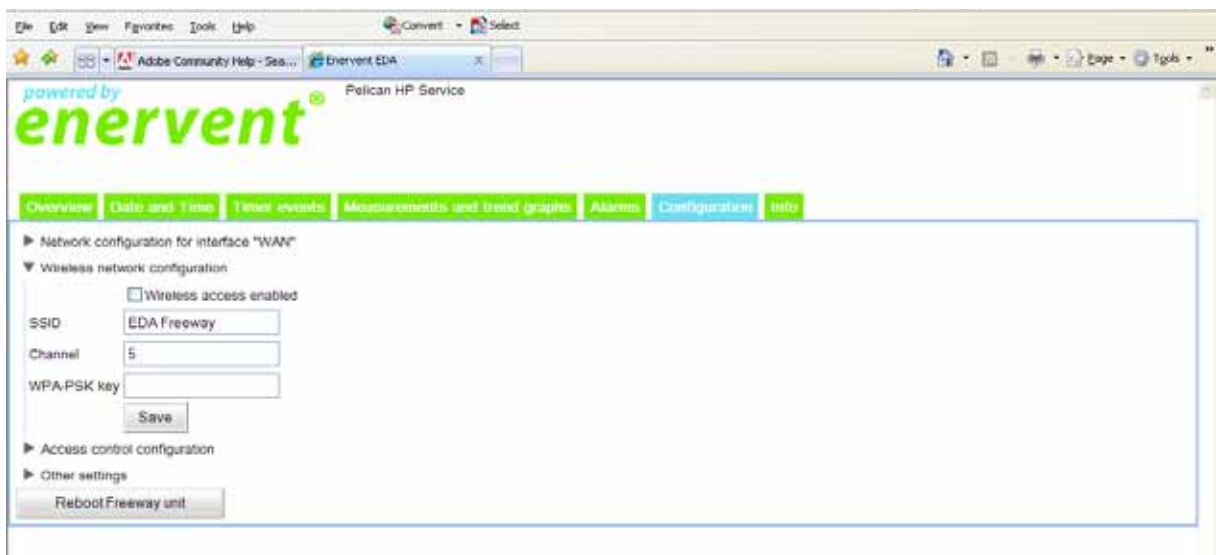 File Edit View Favorites Tools Help Convert Select
Adobe Community Help - Sea... Enervent EDA Page Tools
powered by
enervent®
Pelican HP Service
Overview Date and Time Timer events Measurements and trend graphs Alarms Configuration Info
Network configuration for interface "WAN"
Wireless network configuration
Wireless access enabled
SSID EDA Freeway
Channel 5
WPA-PSK key
Save
Access control configuration
Other settings
Reboot Freeway unit